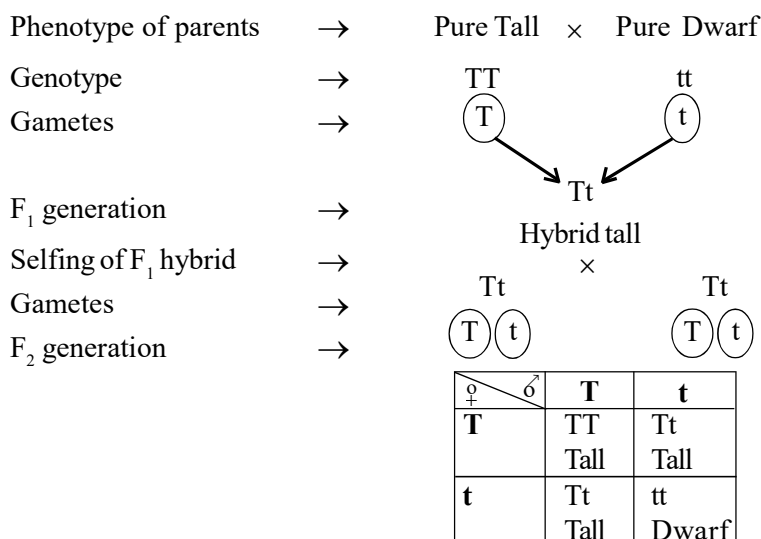 Phenotype of parents → Pure Tall × Pure Dwarf
Genotype → TT tt
Gametes → T t
Tt
F₁ generation →
Hybrid tall
Selfing of F₁ hybrid → ×
Tt Tt
Gametes →
T t T t
F₂ generation →
♀ ♂ T t
T TT Tt
Tall Tall
t Tt tt
Tall Dwarf